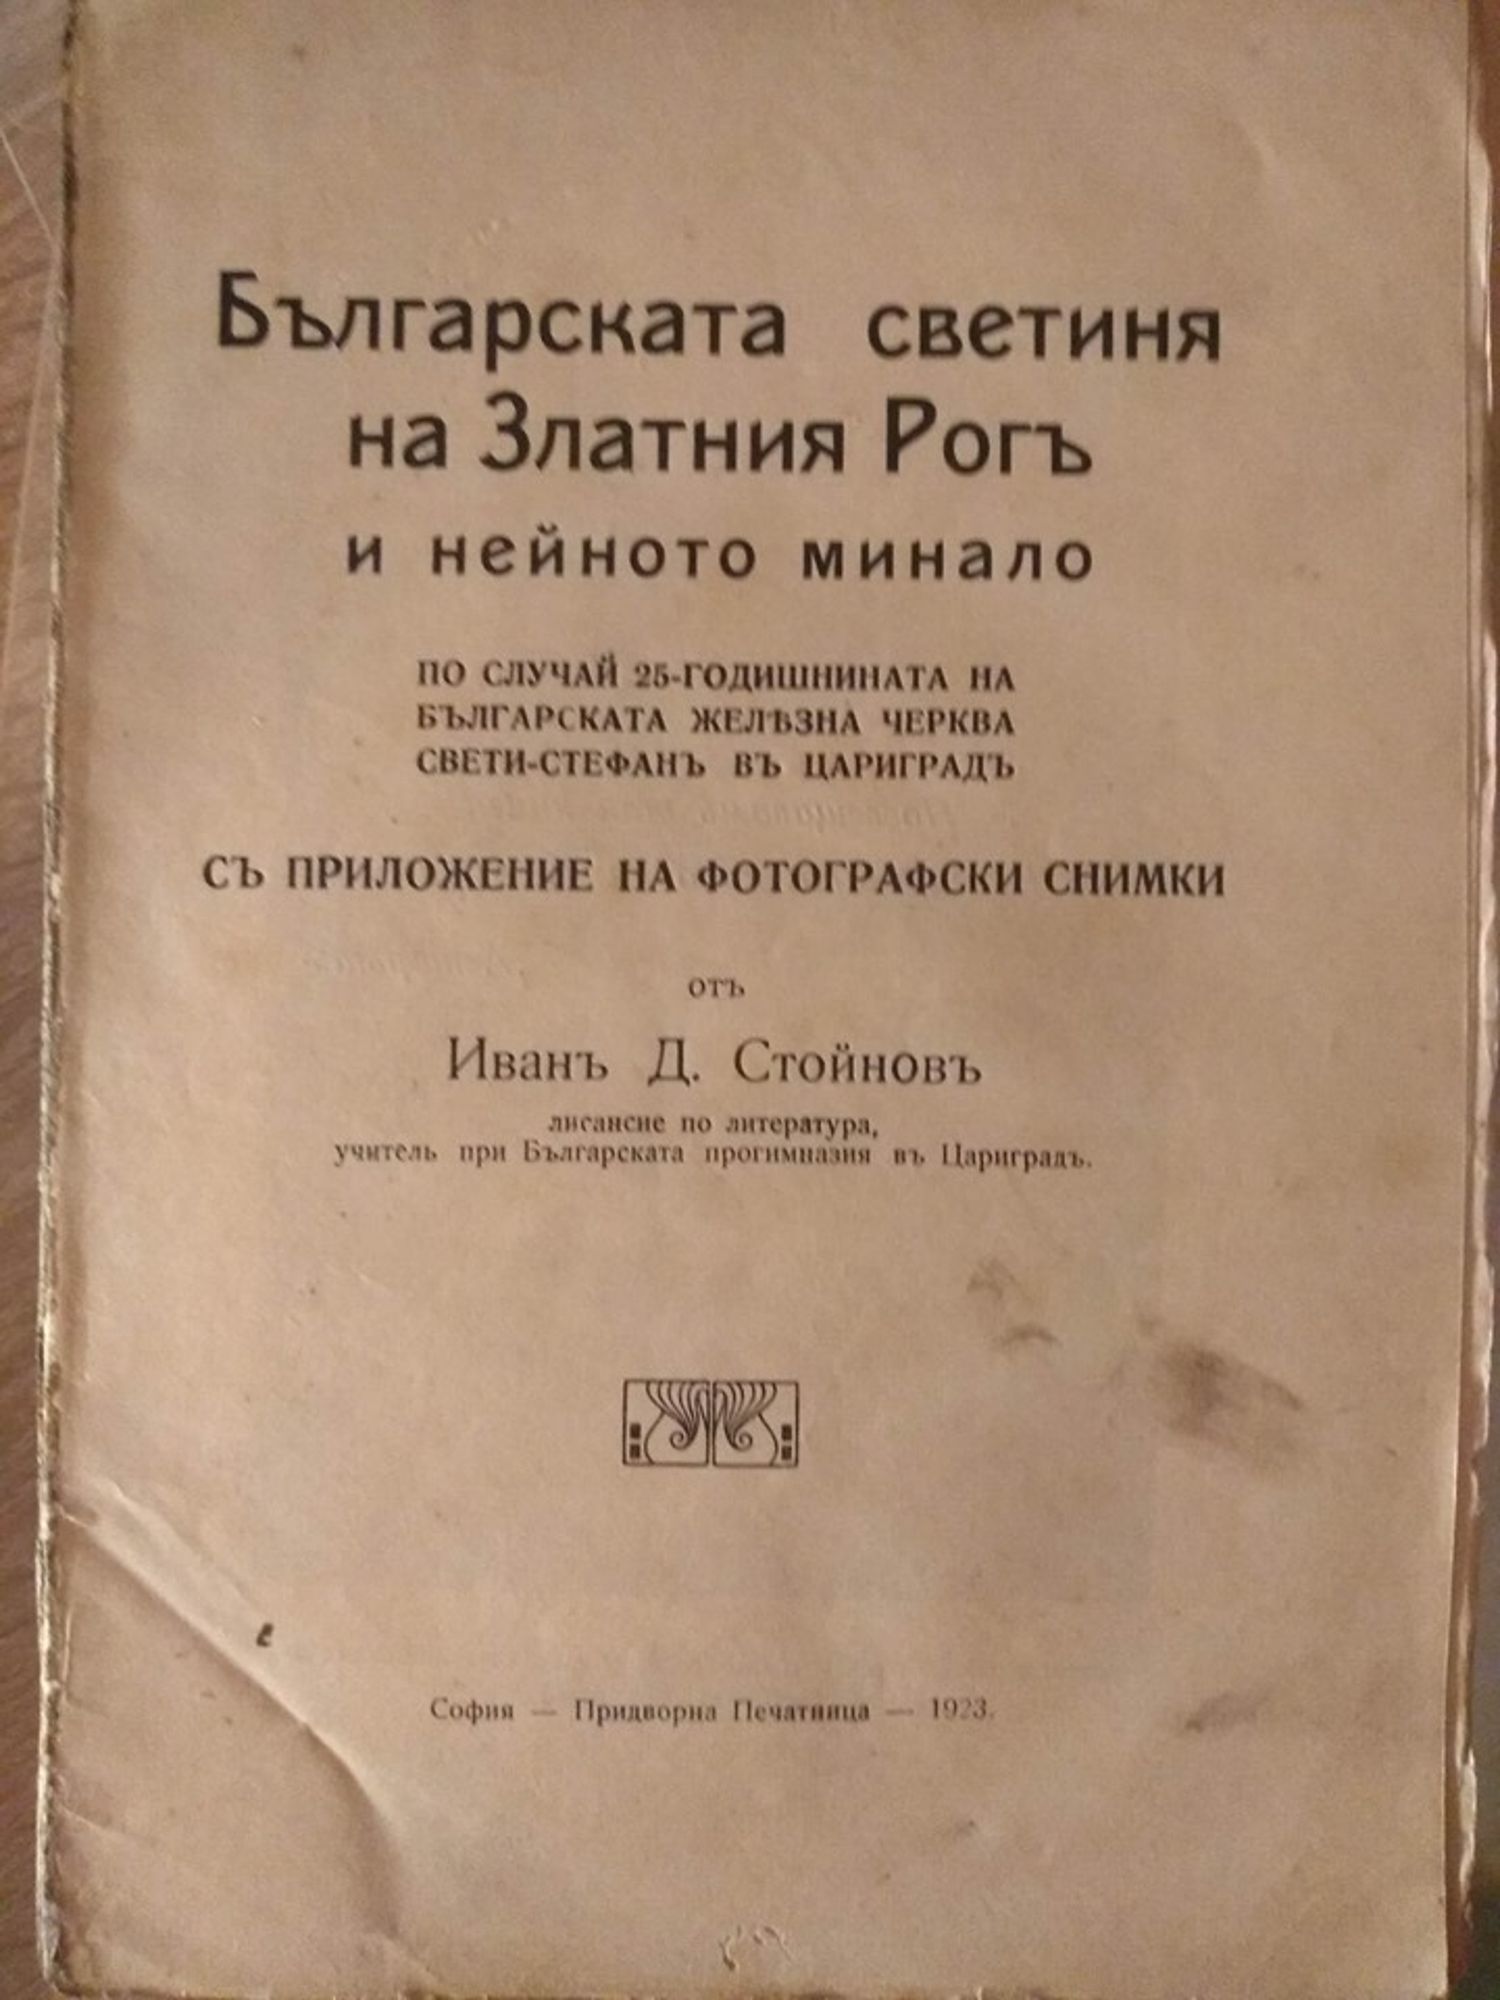 Българската светиня
на Златния Рогъ
и нейното минало
ПО СЛУЧАЙ 25-ГОДИШНИНАТА НА
БЪЛГАРСКАТА ЖЕЛѢЗНА ЧЕРКВА
СВЕТИ-СТЕФАНЪ ВЪ ЦАРИГРАДЪ
СЪ ПРИЛОЖЕНИЕ НА ФОТОГРАФСКИ СНИМКИ
отъ
Иванъ Д. Стойновъ
лисансие по литература,
учитель при Българската прогимназия въ Цариградъ.
София — Придворна Печатница — 1923.